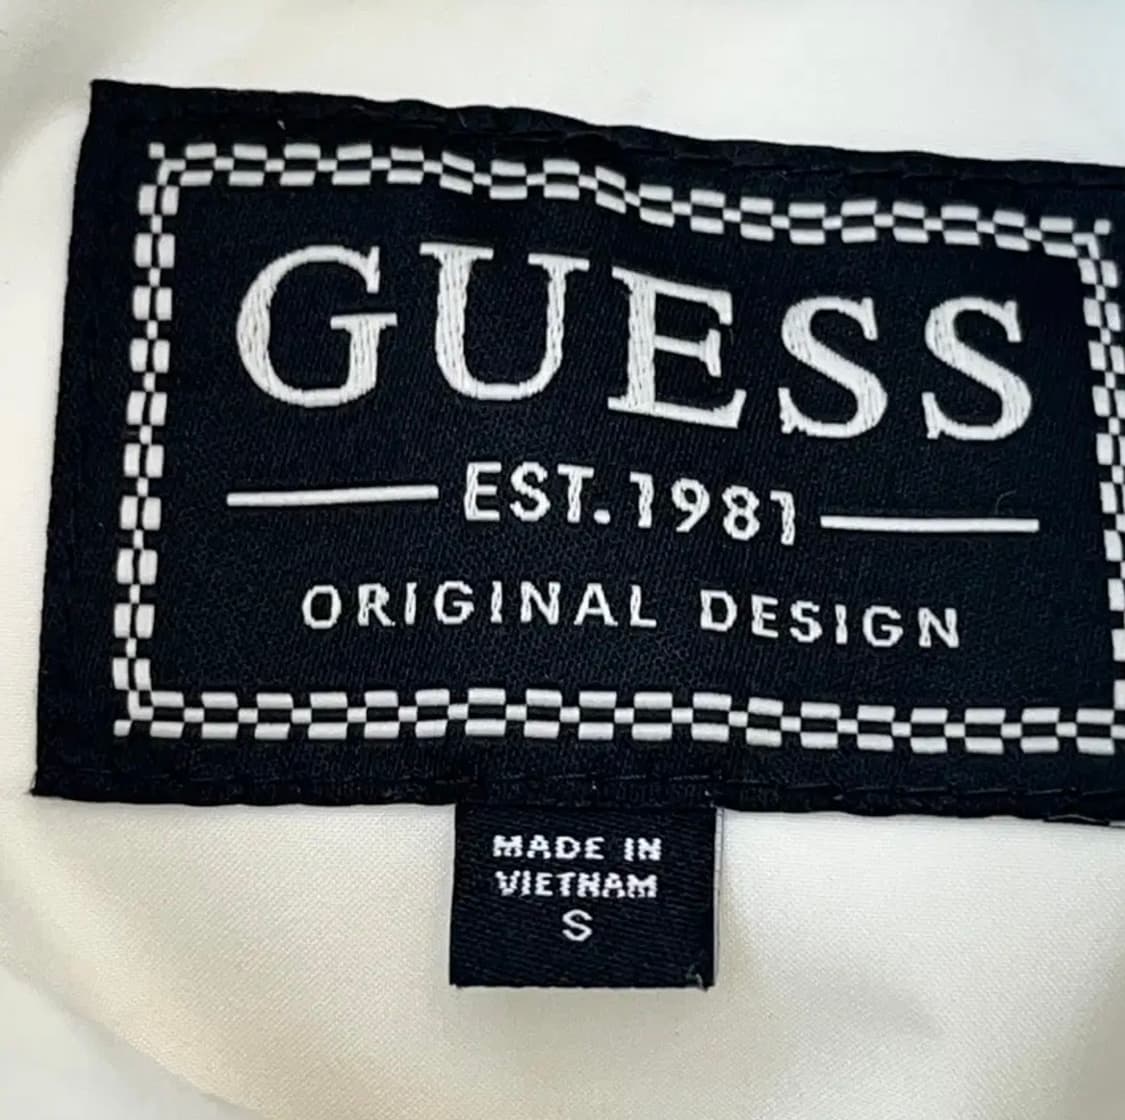 GUESS
EST.1981
ORIGINAL DESIGN
MADE IN
VIETNAM
S